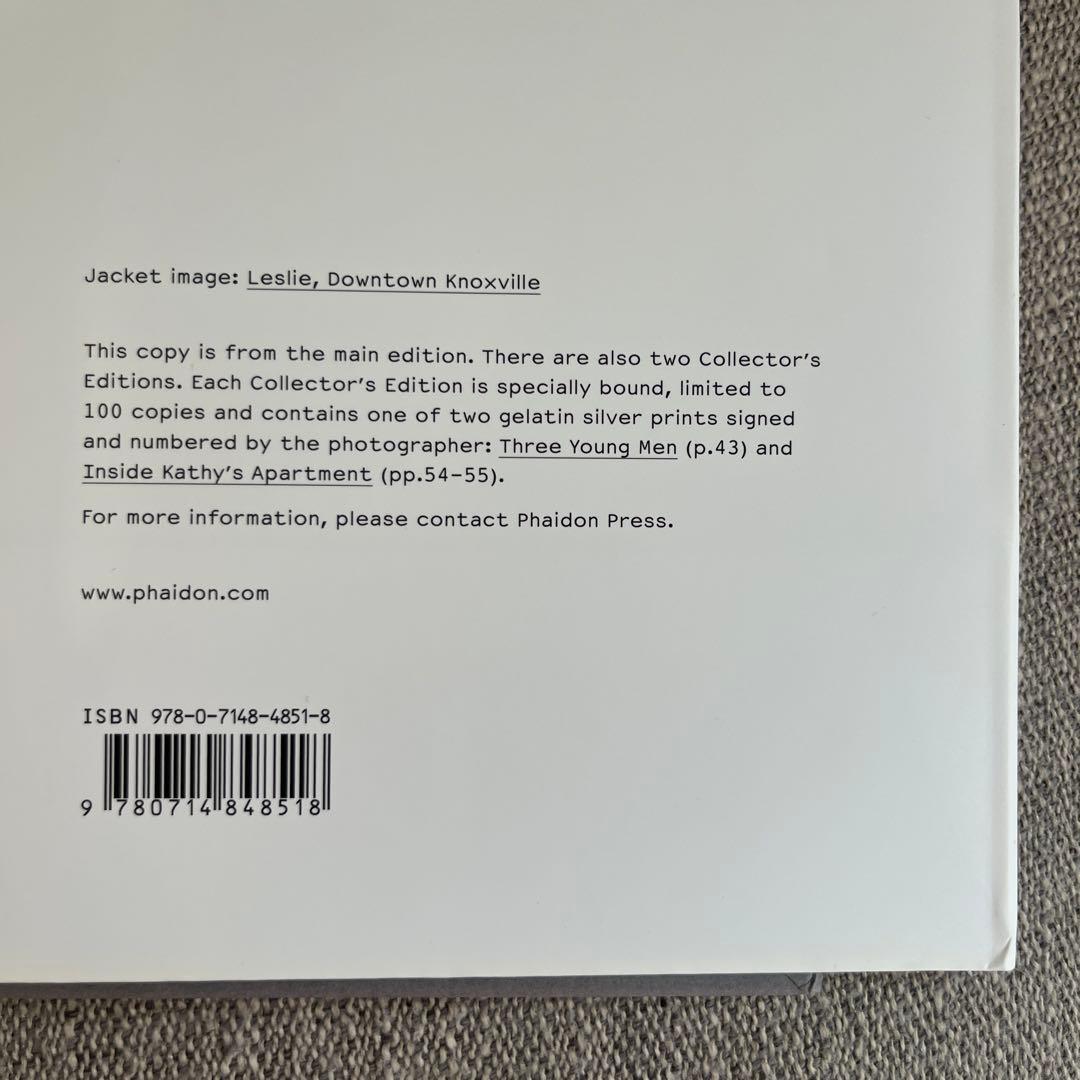 Jacket image: Leslie, Downtown Knoxville
This copy is from the main edition. There are also two Collector’s
Editions. Each Collector’s Edition is specially bound, limited to
100 copies and contains one of two gelatin silver prints signed
and numbered by the photographer: Three Young Men (p.43) and
Inside Kathy’s Apartment (pp.54–55).
For more information, please contact Phaidon Press.
www.phaidon.com
ISBN 978-0-7148-4851-8
9 780714 848518